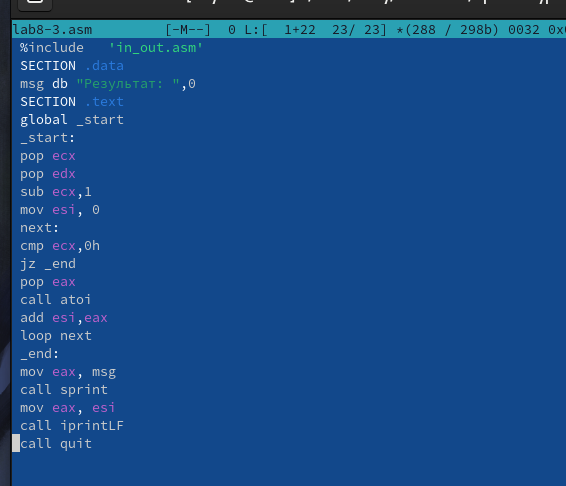 lab8-3.asm [-M--] 0 L:[ 1+22 23/ 23] *(288 / 298b) 0032
%include 'in_out.asm'
SECTION .data
msg db "Результат: ",0
SECTION .text
global _start
_start:
pop ecx
pop edx
sub ecx,1
mov esi, 0
next:
cmp ecx,0h
jz _end
pop eax
call atoi
add esi,eax
loop next
_end:
mov eax, msg
call sprint
mov eax, esi
call iprintLF
call quit